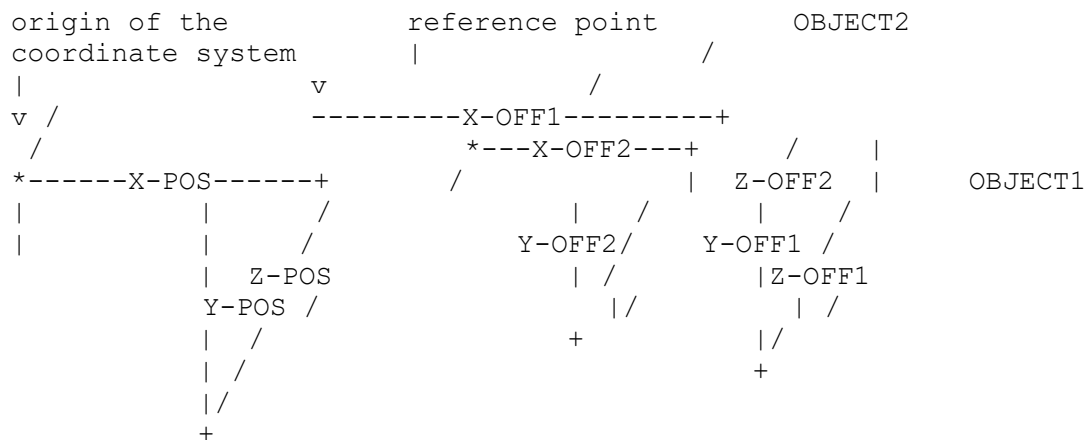 origin of the reference point OBJECT2
coordinate system | /
| v /
v / ---------X-OFF1---------+
/ *---X-OFF2---+ / |
*------X-POS------+ / | Z-OFF2 | OBJECT1
| | / | / | /
| | / Y-OFF2/ Y-OFF1 /
| Z-POS | / |Z-OFF1
Y-POS / |/ | /
| / + |/
| / +
|/
+